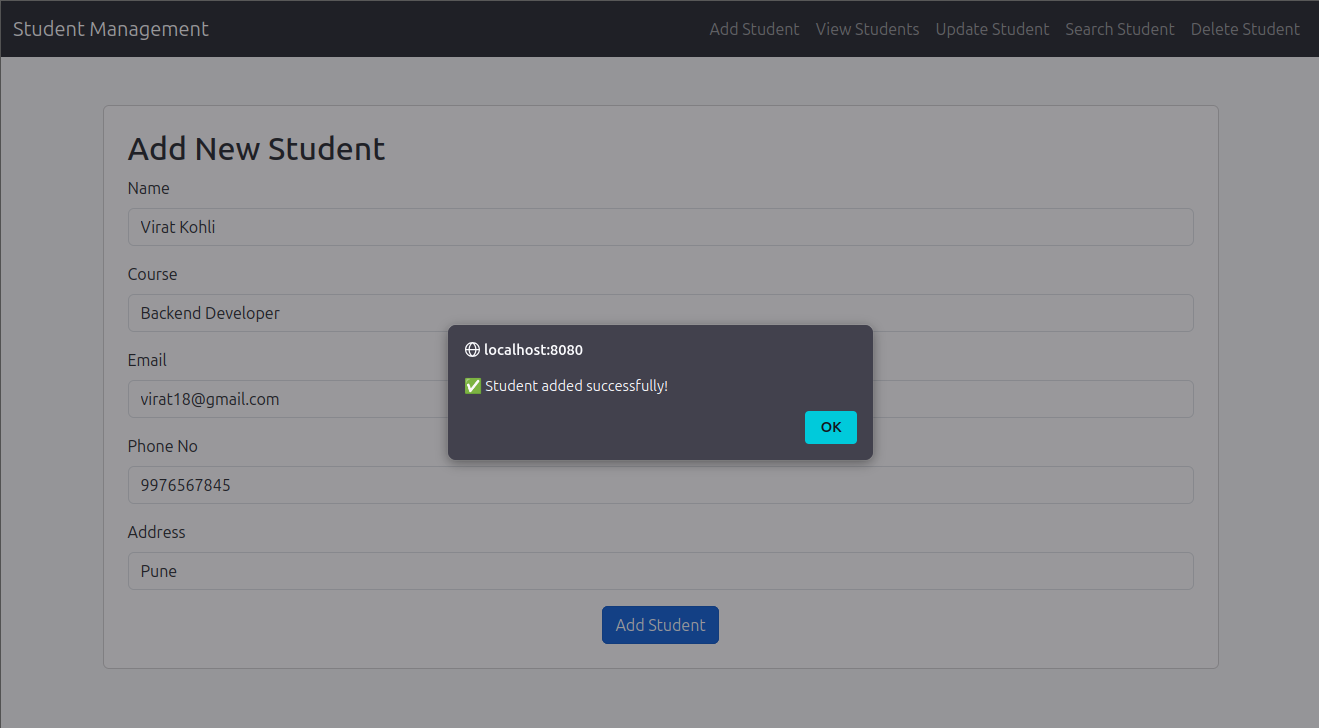 Student Management
Add Student View Students Update Student Search Student Delete Student
Add New Student
Name
Virat Kohli
Course
Backend Developer
localhost:8080
✅ Student added successfully!
OK
Email
virat18@gmail.com
Phone No
9976567845
Address
Pune
Add Student